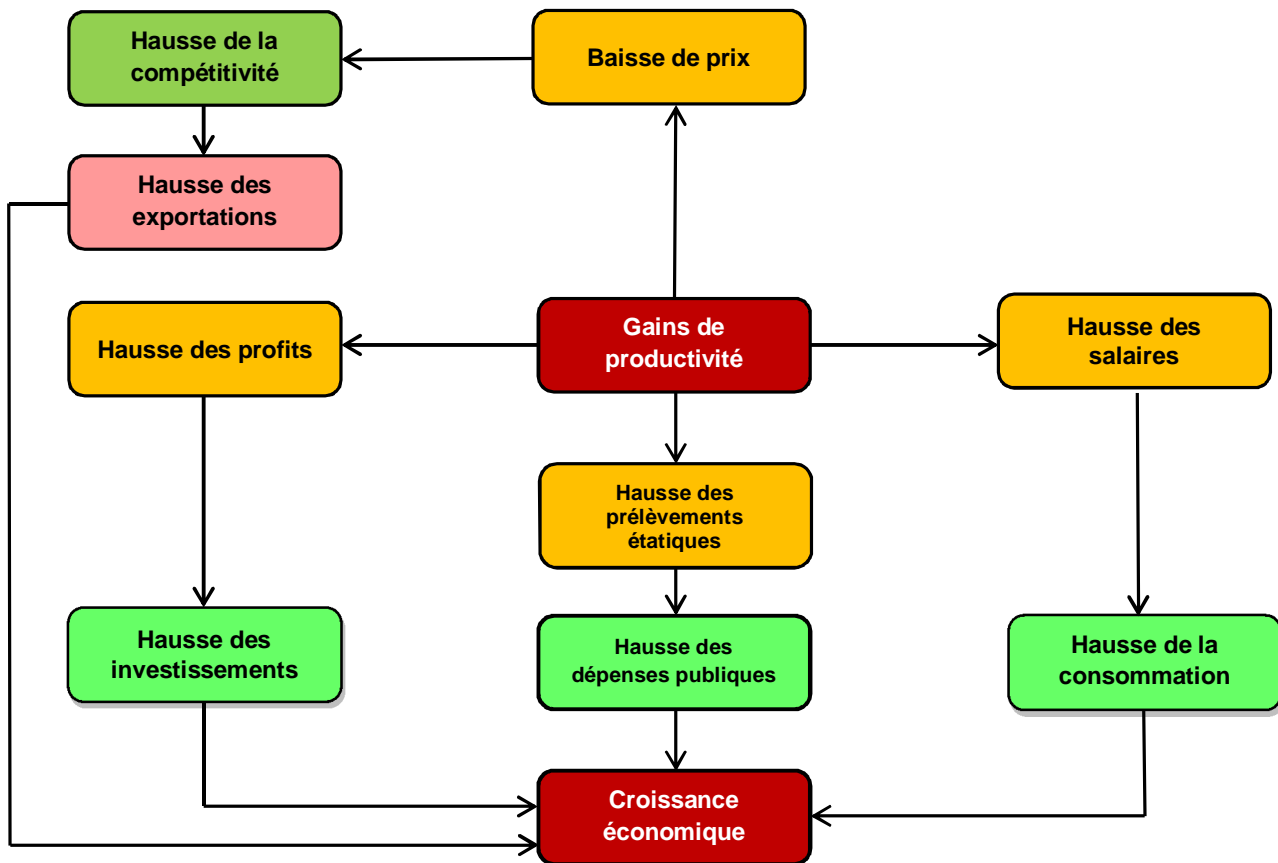 Hausse de la
compétitivité
Baisse de prix
Hausse des
exportations
Hausse des profits
Gains de
productivité
Hausse des
salaires
Hausse des
prélèvements
étatiques
Hausse des
investissements
Hausse des
dépenses publiques
Hausse de la
consommation
Croissance
économique